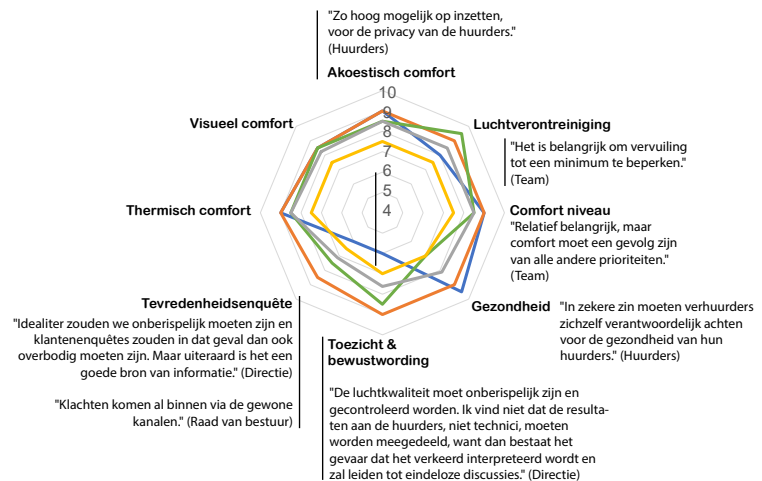 "Zo hoog mogelijk op inzetten,
voor de privacy van de huurders."
(Huurders)
Akoestisch comfort
10
9
8
7
6
5
4
Visueel comfort
Luchtverontreiniging
"Het is belangrijk om vervuiling
tot een minimum te beperken."
(Team)
Thermisch comfort
Comfort niveau
"Relatief belangrijk, maar
comfort moet een gevolg zijn
van alle andere prioriteiten."
(Team)
Tevredenheidsenquête
"Idealiter zouden we onberispelijk moeten zijn en
klantenenquêtes zouden in dat geval dan ook
overbodig moeten zijn. Maar uiteraard is het een
goede bron van informatie." (Directie)
"Klachten komen al binnen via de gewone
kanalen." (Raad van bestuur)
Gezondheid
"In zekere zin moeten verhuurders
zichzelf verantwoordelijk achten
voor de gezondheid van hun
huurders." (Huurders)
Toezicht &
bewustwording
"De luchtkwaliteit moet onberispelijk zijn en
gecontroleerd worden. Ik vind niet dat de resulta-
ten aan de huurders, niet technici, moeten
worden meegedeeld, want dan bestaat het
gevaar dat het verkeerd interpreteerd wordt en
zal leiden tot eindeloze discussies." (Directie)